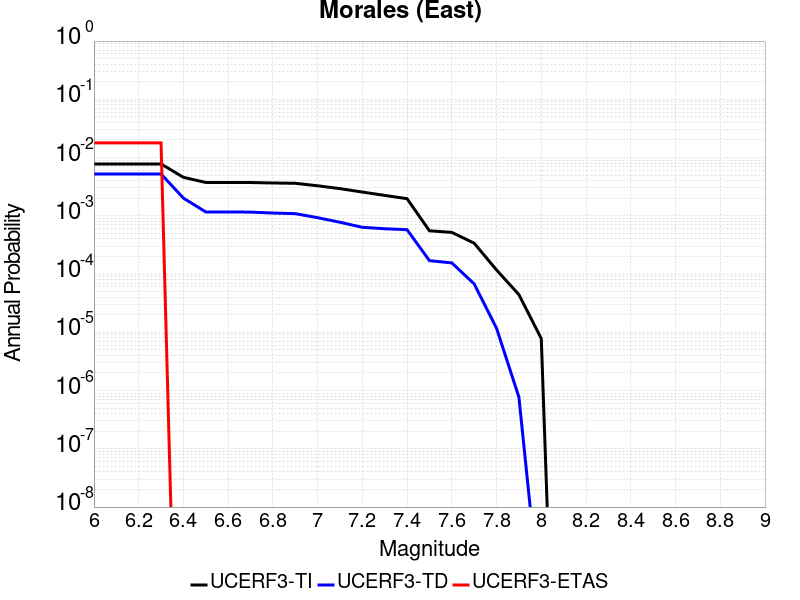 Morales (East)
10^0
10^-1
10^-2
10^-3
10^-4
10^-5
10^-6
10^-7
10^-8
Annual Probability
6 6.2 6.4 6.6 6.8 7 7.2 7.4 7.6 7.8 8 8.2 8.4 8.6 8.8 9
Magnitude
UCERF3-TI UCERF3-TD UCERF3-ETAS